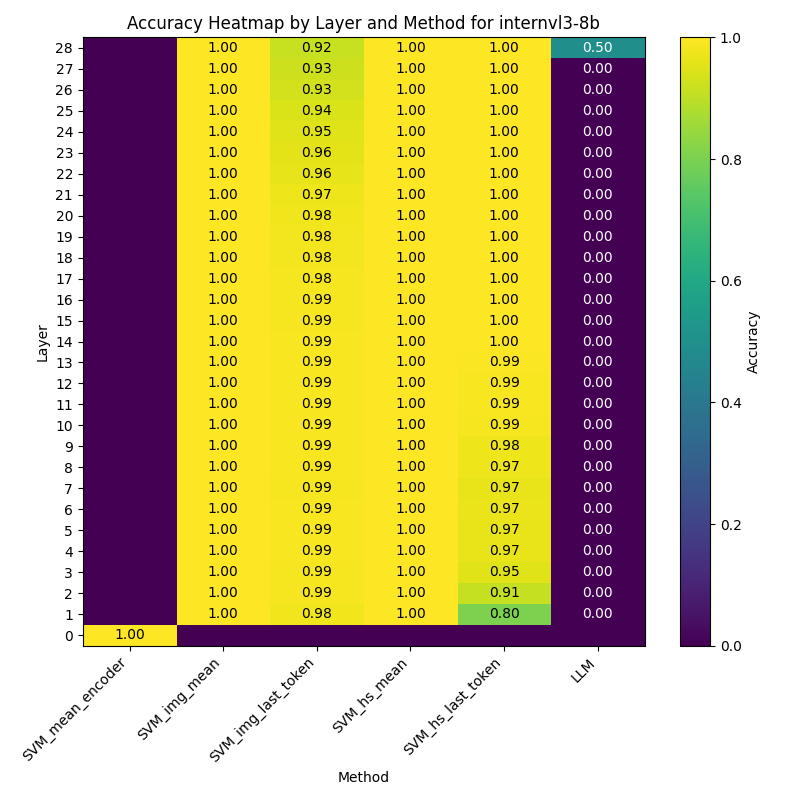 Accuracy Heatmap by Layer and Method for internvl3-8b
28 1.00 0.92 1.00 1.00 0.50
27 1.00 0.93 1.00 1.00 0.00
26 1.00 0.93 1.00 1.00 0.00
25 1.00 0.94 1.00 1.00 0.00
24 1.00 0.95 1.00 1.00 0.00
23 1.00 0.96 1.00 1.00 0.00
22 1.00 0.96 1.00 1.00 0.00
21 1.00 0.97 1.00 1.00 0.00
20 1.00 0.98 1.00 1.00 0.00
19 1.00 0.98 1.00 1.00 0.00
18 1.00 0.98 1.00 1.00 0.00
17 1.00 0.98 1.00 1.00 0.00
16 1.00 0.99 1.00 1.00 0.00
15 1.00 0.99 1.00 1.00 0.00
14 1.00 0.99 1.00 1.00 0.00
13 1.00 0.99 1.00 0.99 0.00
12 1.00 0.99 1.00 0.99 0.00
11 1.00 0.99 1.00 0.99 0.00
10 1.00 0.99 1.00 0.99 0.00
9 1.00 0.99 1.00 0.98 0.00
8 1.00 0.99 1.00 0.97 0.00
7 1.00 0.99 1.00 0.97 0.00
6 1.00 0.99 1.00 0.97 0.00
5 1.00 0.99 1.00 0.97 0.00
4 1.00 0.99 1.00 0.97 0.00
3 1.00 0.99 1.00 0.95 0.00
2 1.00 0.99 1.00 0.91 0.00
1 1.00 0.98 1.00 0.80 0.00
0 1.00
Layer
SVM_mean_encoder
SVM_img_mean
SVM_img_last_token
SVM_hs_mean
SVM_hs_last_token
LLM
Method
1.0
0.8
0.6
0.4
0.2
0.0
Accuracy